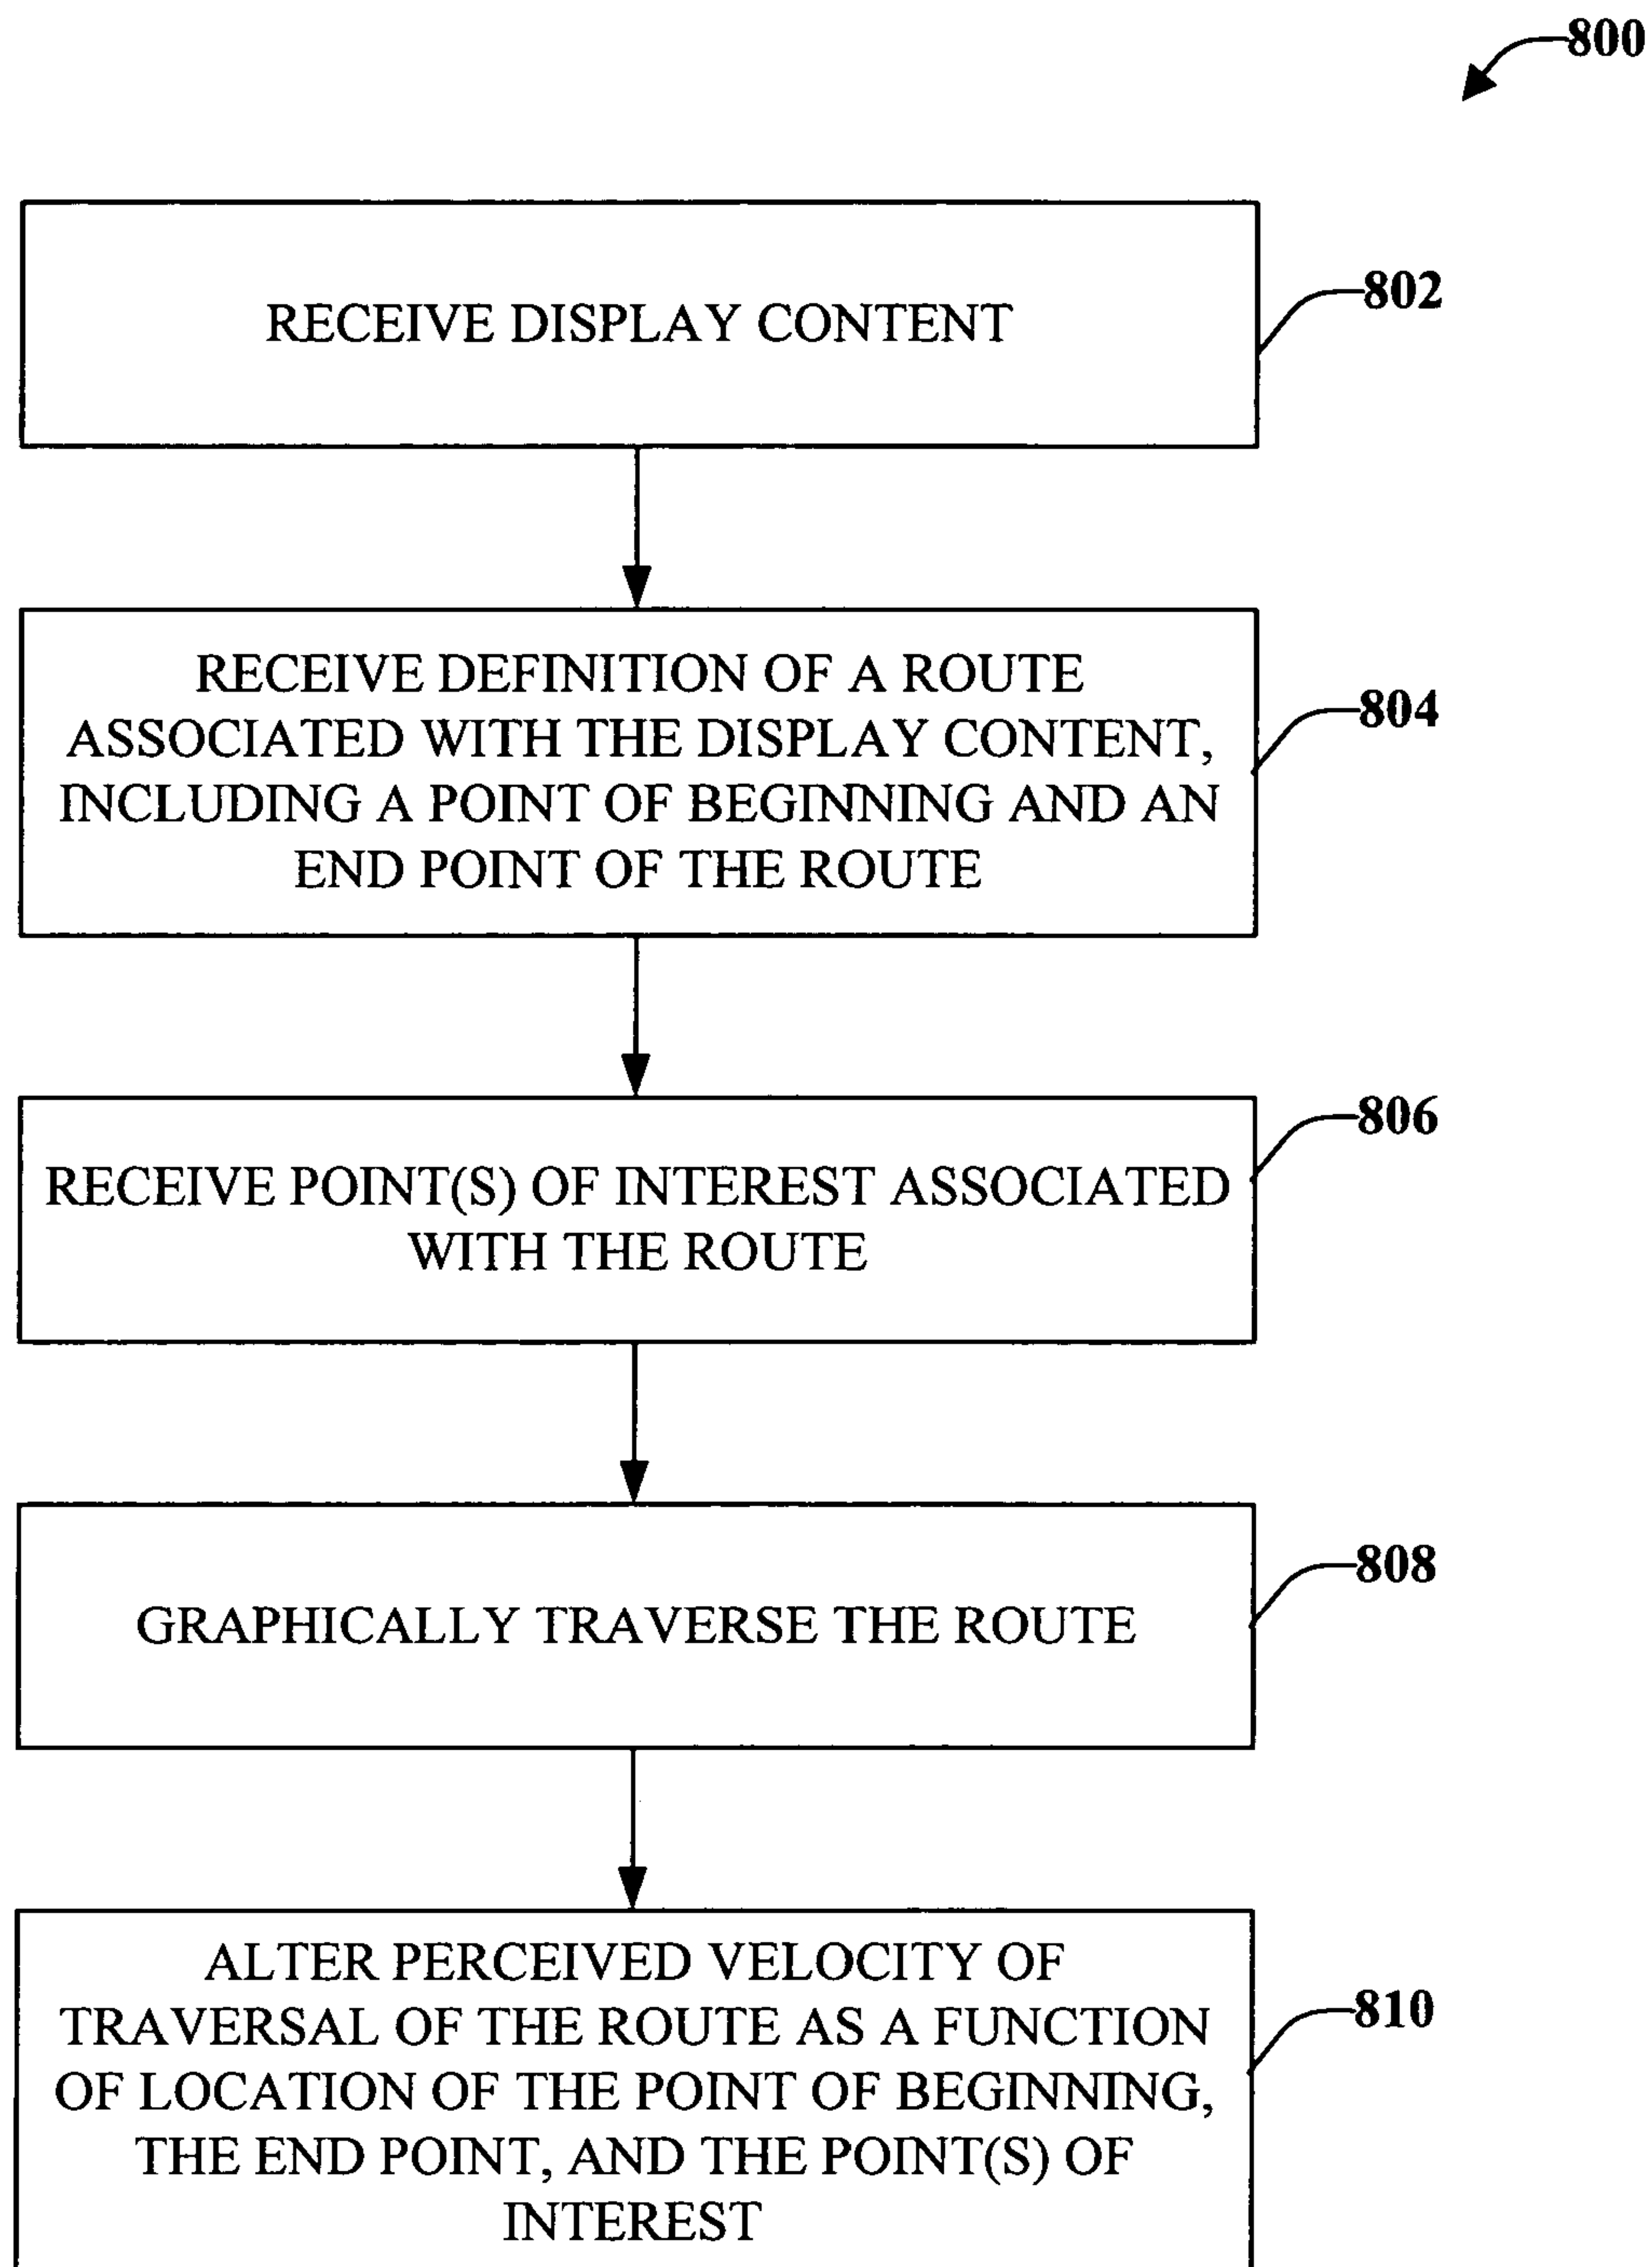 800
RECEIVE DISPLAY CONTENT
802
RECEIVE DEFINITION OF A ROUTE
ASSOCIATED WITH THE DISPLAY CONTENT,
INCLUDING A POINT OF BEGINNING AND AN
END POINT OF THE ROUTE
804
RECEIVE POINT(S) OF INTEREST ASSOCIATED
WITH THE ROUTE
806
GRAPHICALLY TRAVERSE THE ROUTE
808
ALTER PERCEIVED VELOCITY OF
TRAVERSAL OF THE ROUTE AS A FUNCTION
OF LOCATION OF THE POINT OF BEGINNING,
THE END POINT, AND THE POINT(S) OF
INTEREST
810